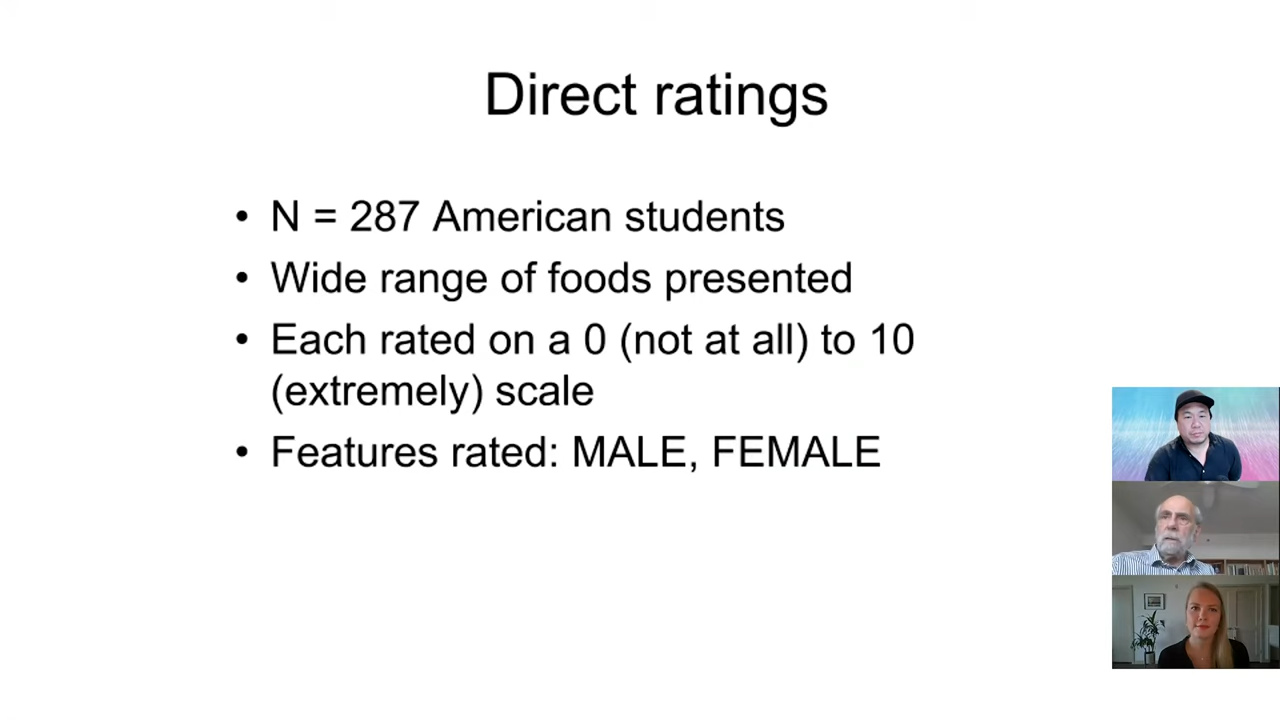 Direct ratings
• N = 287 American students
• Wide range of foods presented
• Each rated on a 0 (not at all) to 10
(extremely) scale
• Features rated: MALE, FEMALE